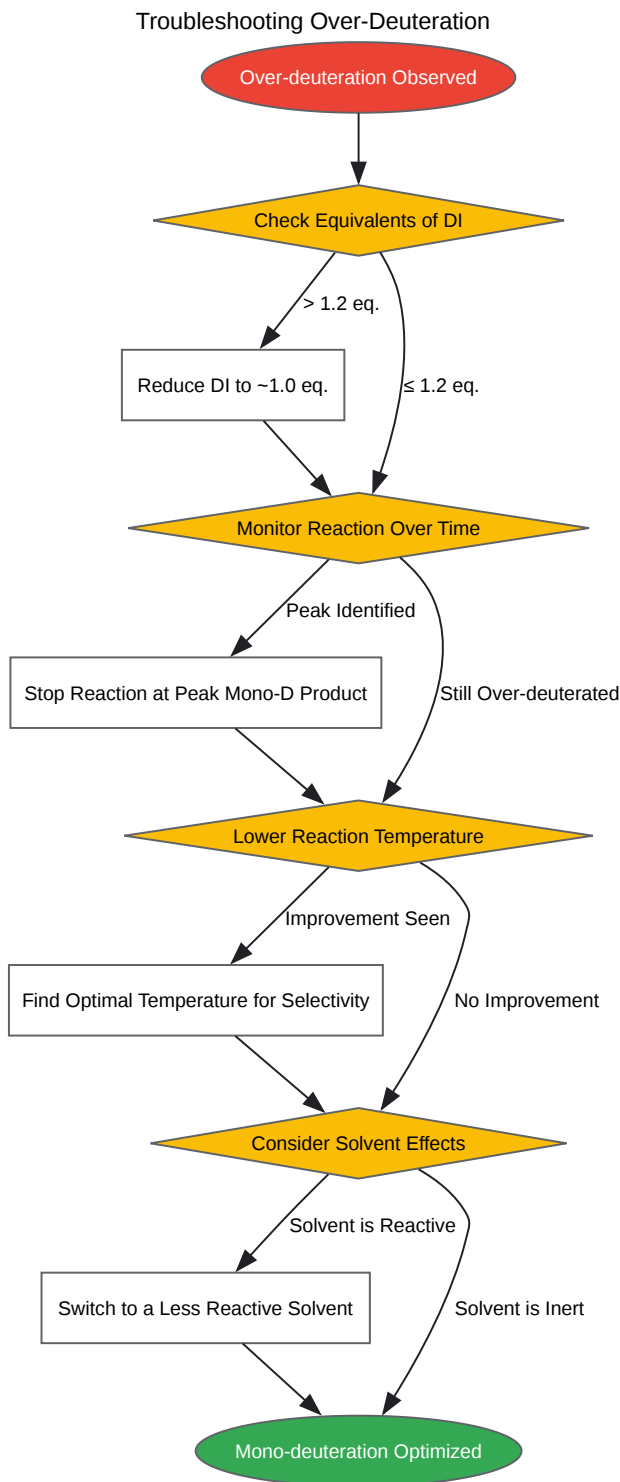 Troubleshooting Over-Deuteration
Over-deuteration Observed
Check Equivalents of DI
> 1.2 eq.
Reduce DI to ~1.0 eq.
≤ 1.2 eq.
Monitor Reaction Over Time
Peak Identified
Stop Reaction at Peak Mono-D Product
Still Over-deuterated
Lower Reaction Temperature
Improvement Seen
Find Optimal Temperature for Selectivity
No Improvement
Consider Solvent Effects
Solvent is Reactive
Switch to a Less Reactive Solvent
Solvent is Inert
Mono-deuteration Optimized